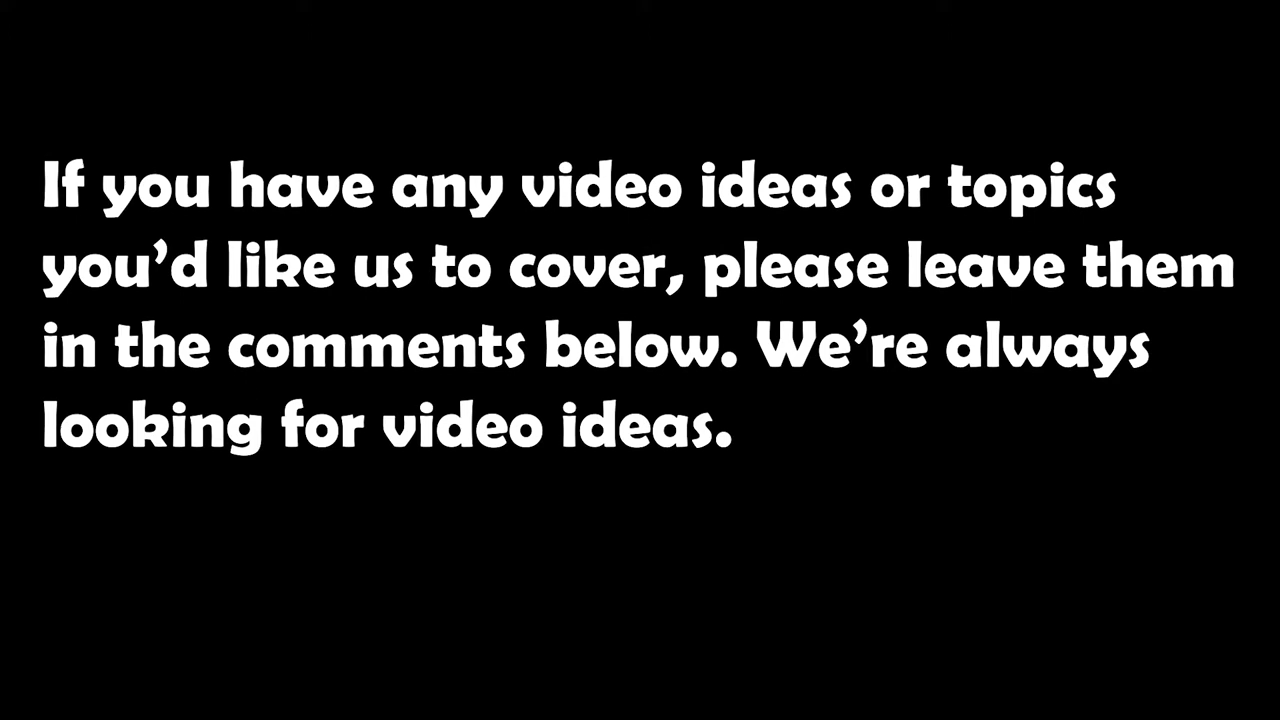 If you have any video ideas or topics
you’d like us to cover, please leave them
in the comments below. We’re always
looking for video ideas.